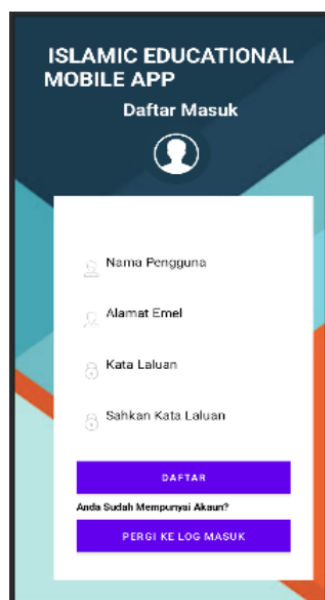 ISLAMIC EDUCATIONAL
MOBILE APP
Daftar Masuk
Nama Pengguna
Alamat Emel
Kata Laluan
Sahkan Kata Laluan
DAFTAR
Anda Sudah Mempunyai Akaun?
PERGI KE LOG MASUK